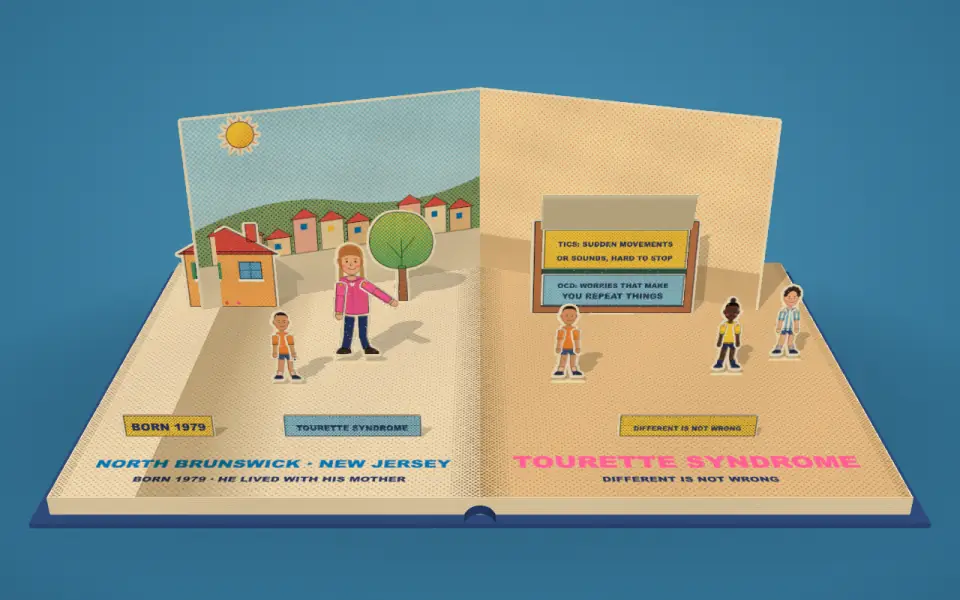 BORN 1979
TOURETTE SYNDROME
NORTH BRUNSWICK · NEW JERSEY
BORN 1979 · HE LIVED WITH HIS MOTHER
TICS: SUDDEN MOVEMENTS
OR SOUNDS, HARD TO STOP
OCD: WORRIES THAT MAKE
YOU REPEAT THINGS
DIFFERENT IS NOT WRONG
TOURETTE SYNDROME
DIFFERENT IS NOT WRONG